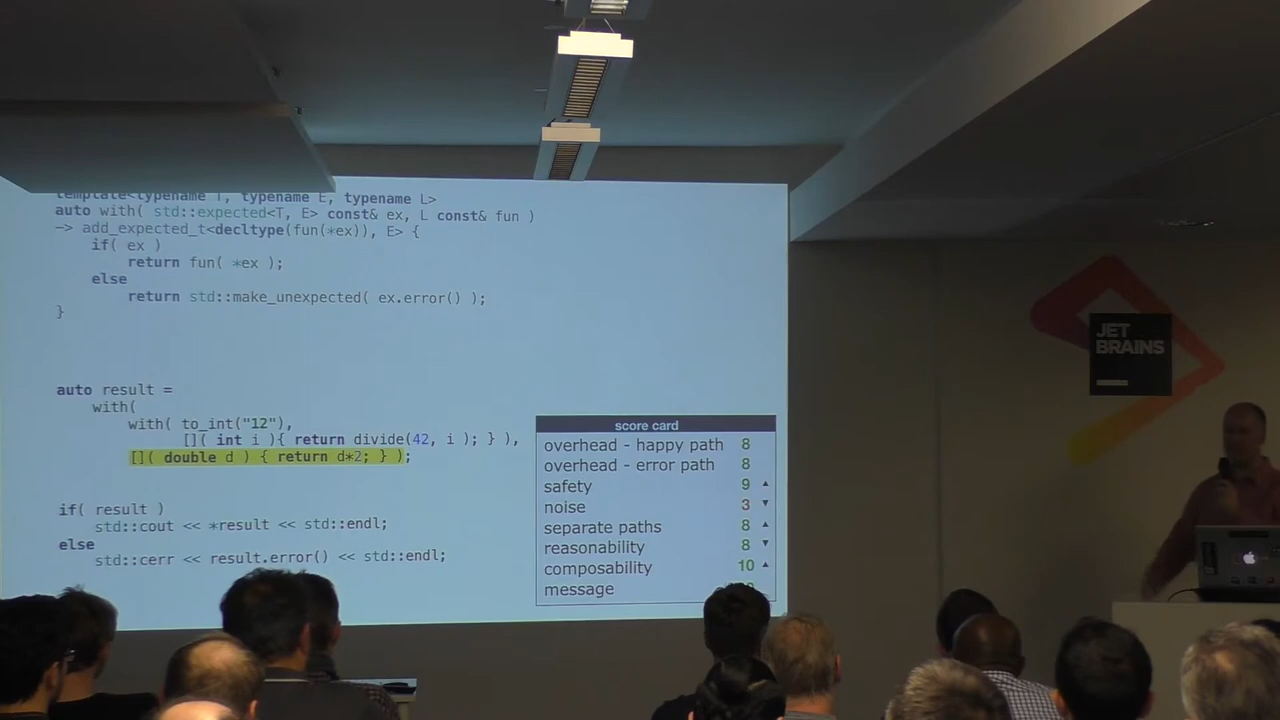 template<typename T, typename E, typename L>
auto with( std::expected<T, E> const& ex, L const& fun )
-> add_expected_t<decltype(fun(*ex)), E> {
if( ex )
return fun( *ex );
else
return std::make_unexpected( ex.error() );
}
auto result =
with(
with( to_int("12"),
[]( int i ){ return divide(42, i ); } ),
[]( double d ) { return d*2; } );
if( result )
std::cout << *result << std::endl;
else
std::cerr << result.error() << std::endl;
score card
overhead - happy path 8
overhead - error path 8
safety 9 ▲
noise 3 ▼
separate paths 8 ▲
reasonability 8 ▼
composability 10 ▲
message
JET
BRAINS